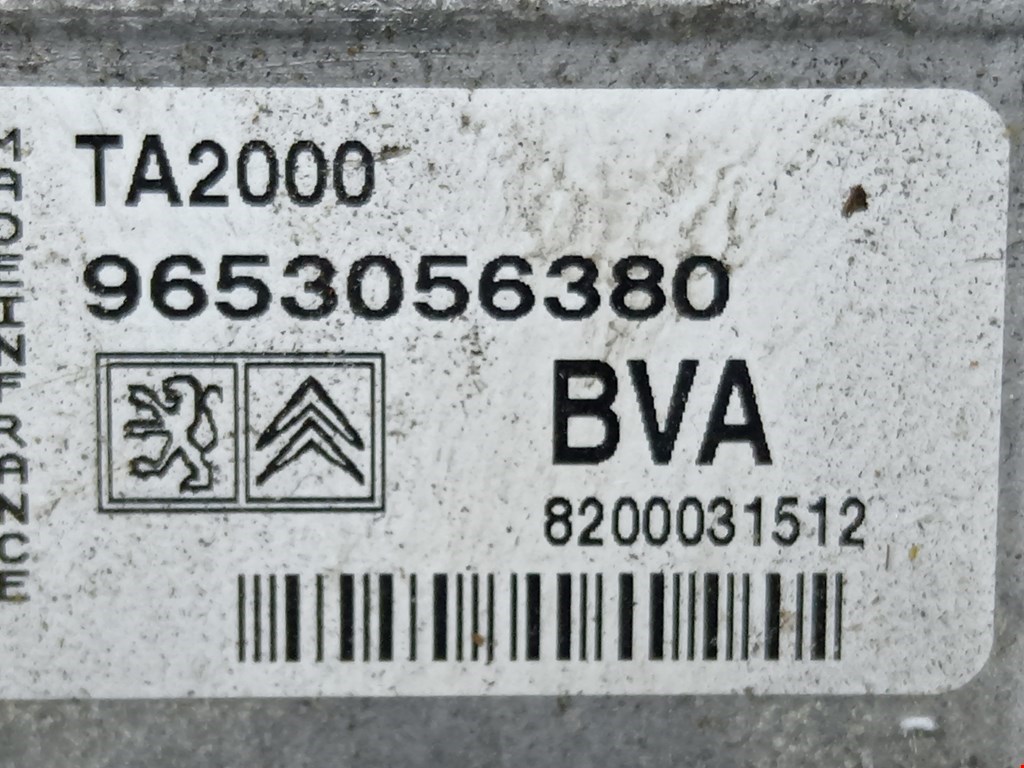 MADE IN FRANCE
TA2000
9653056380
BVA
8200031512